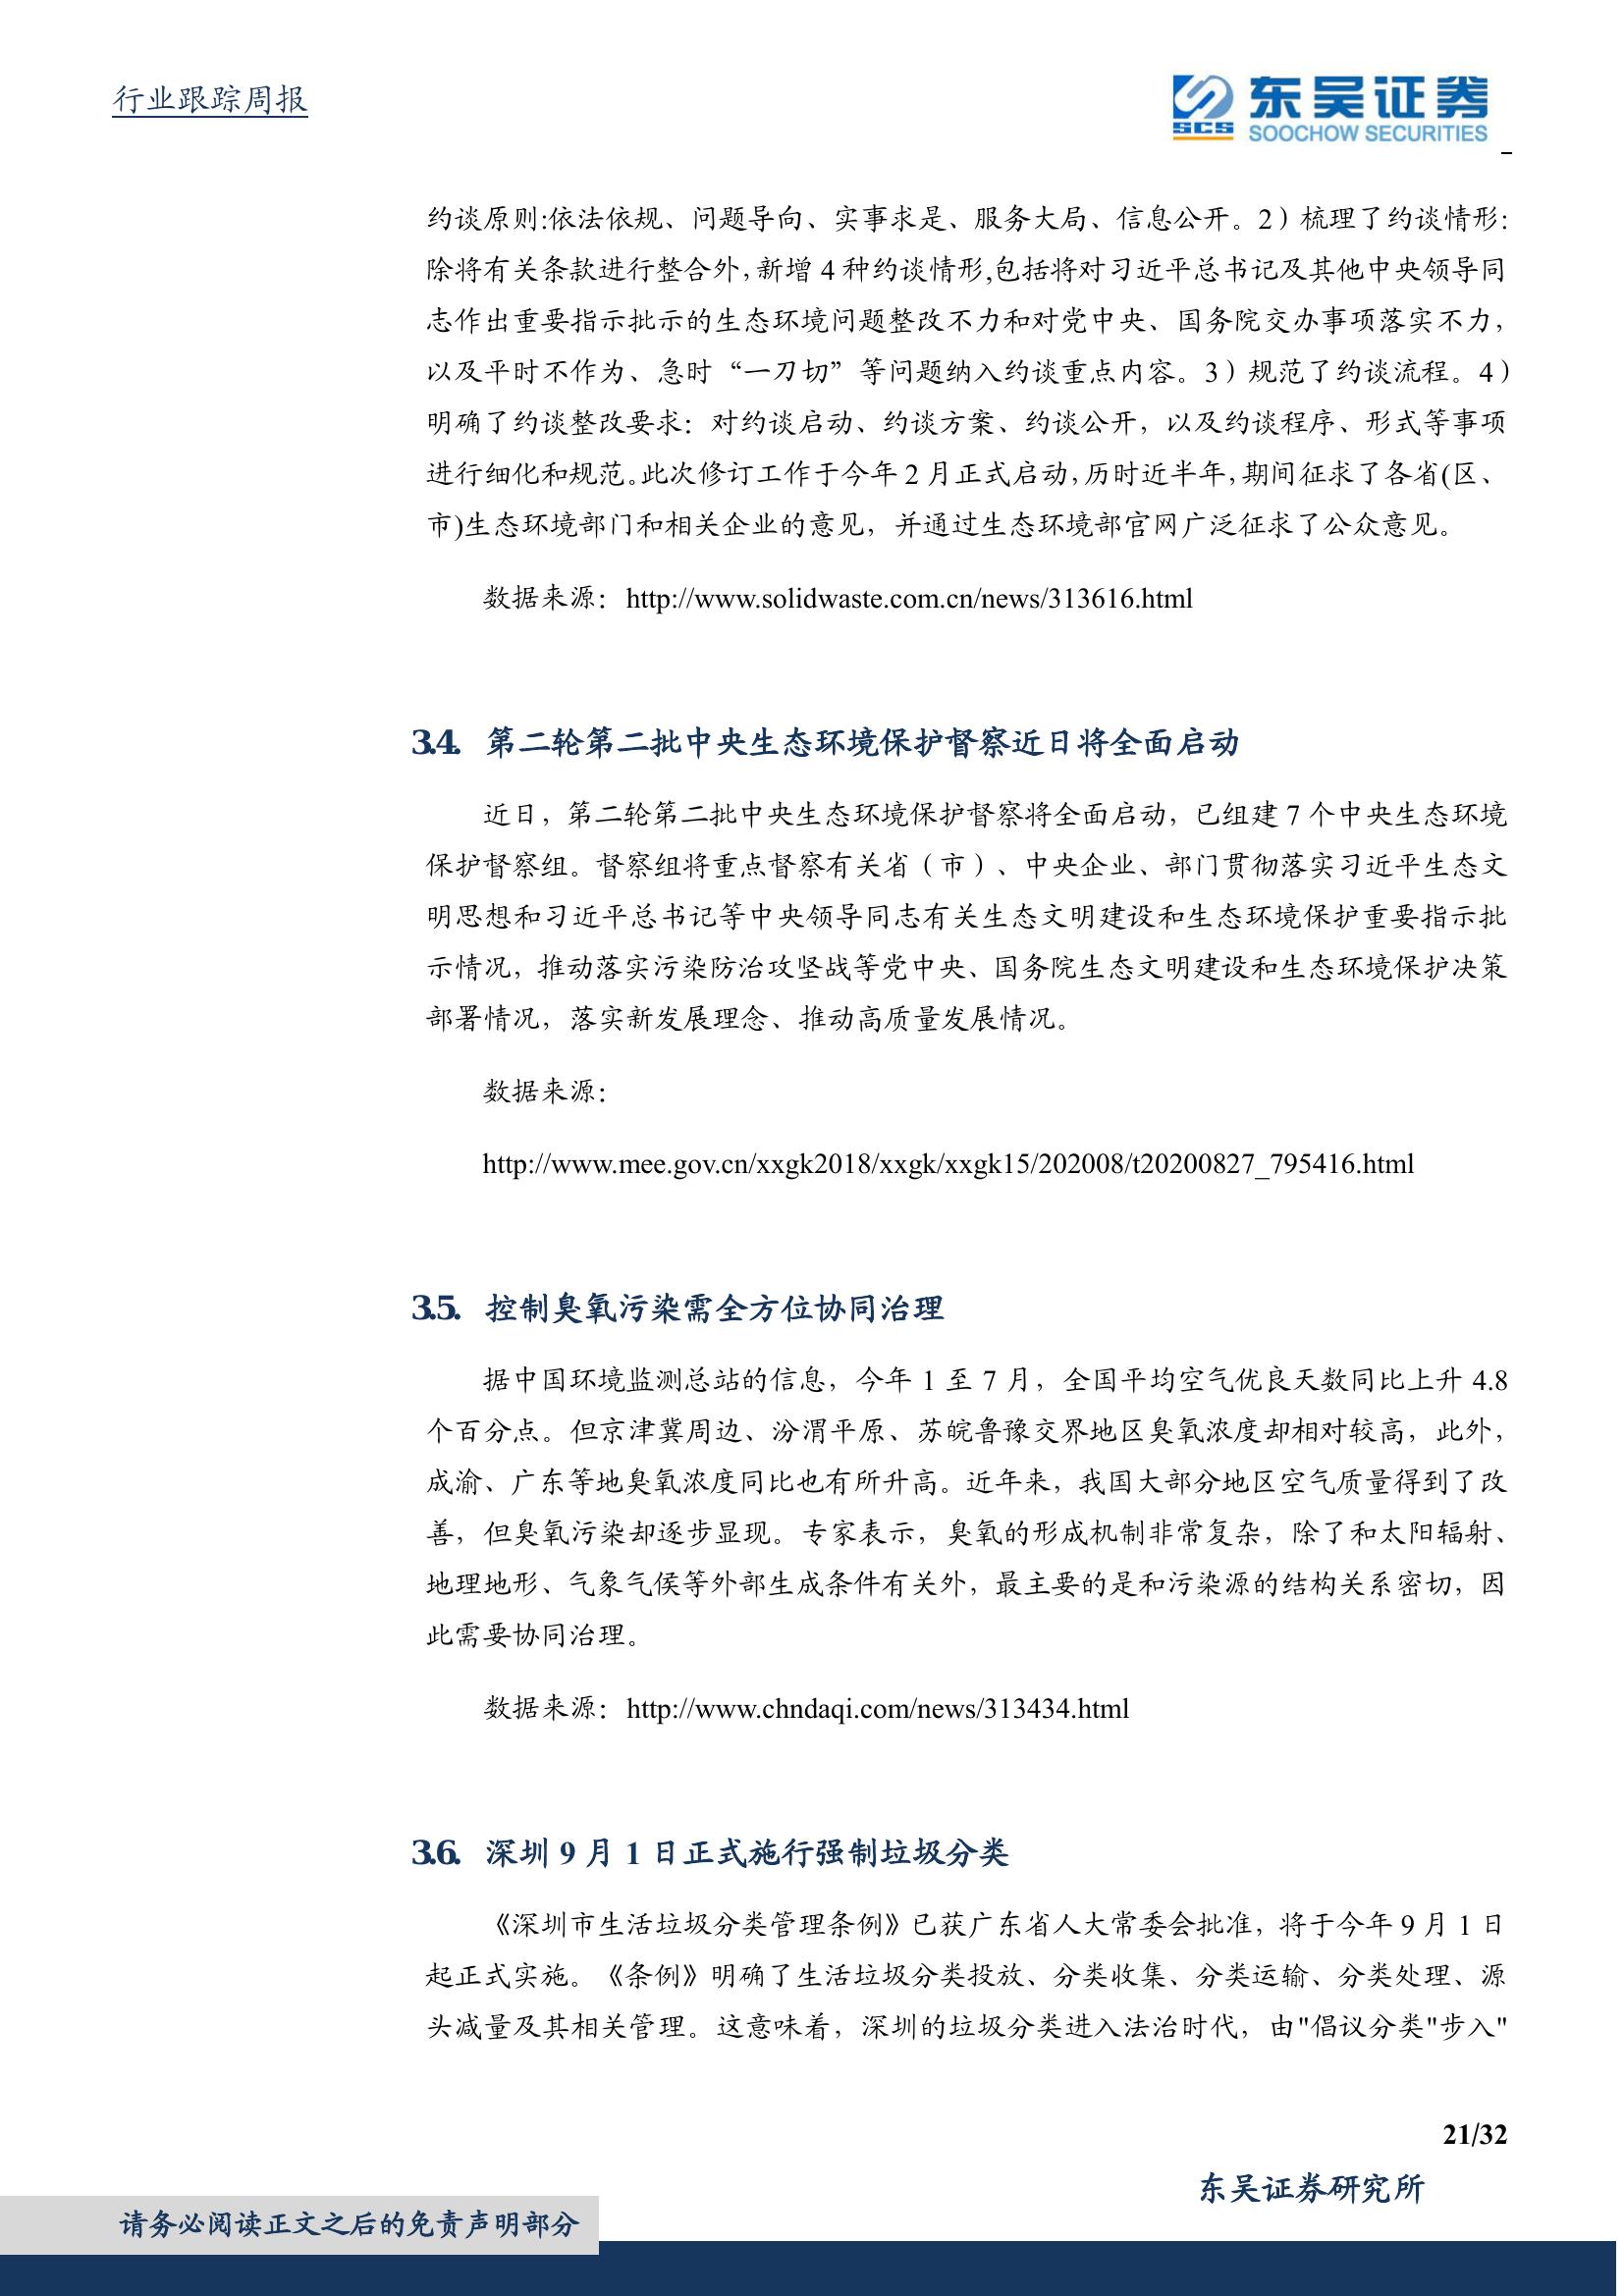 行业跟踪周报
东吴证券
SCS
SOOCHOW SECURITIES
约谈原则:依法依规、问题导向、实事求是、服务大局、信息公开。2）梳理了约谈情形：
除将有关条款进行整合外，新增 4 种约谈情形,包括将对习近平总书记及其他中央领导同
志作出重要指示批示的生态环境问题整改不力和对党中央、国务院交办事项落实不力，
以及平时不作为、急时“一刀切”等问题纳入约谈重点内容。3）规范了约谈流程。4）
明确了约谈整改要求：对约谈启动、约谈方案、约谈公开，以及约谈程序、形式等事项
进行细化和规范。此次修订工作于今年 2 月正式启动，历时近半年，期间征求了各省(区、
市)生态环境部门和相关企业的意见，并通过生态环境部官网广泛征求了公众意见。
数据来源：http://www.solidwaste.com.cn/news/313616.html
3.4. 第二轮第二批中央生态环境保护督察近日将全面启动
近日，第二轮第二批中央生态环境保护督察将全面启动，已组建 7 个中央生态环境
保护督察组。督察组将重点督察有关省（市）、中央企业、部门贯彻落实习近平生态文
明思想和习近平总书记等中央领导同志有关生态文明建设和生态环境保护重要指示批
示情况，推动落实污染防治攻坚战等党中央、国务院生态文明建设和生态环境保护决策
部署情况，落实新发展理念、推动高质量发展情况。
数据来源：
http://www.mee.gov.cn/xxgk2018/xxgk/xxgk15/202008/t20200827_795416.html
3.5. 控制臭氧污染需全方位协同治理
据中国环境监测总站的信息，今年 1 至 7 月，全国平均空气优良天数同比上升 4.8
个百分点。但京津冀周边、汾渭平原、苏皖鲁豫交界地区臭氧浓度却相对较高，此外，
成渝、广东等地臭氧浓度同比也有所升高。近年来，我国大部分地区空气质量得到了改
善，但臭氧污染却逐步显现。专家表示，臭氧的形成机制非常复杂，除了和太阳辐射、
地理地形、气象气候等外部生成条件有关外，最主要的是和污染源的结构关系密切，因
此需要协同治理。
数据来源：http://www.chndaqi.com/news/313434.html
3.6. 深圳 9 月 1 日正式施行强制垃圾分类
《深圳市生活垃圾分类管理条例》已获广东省人大常委会批准，将于今年 9 月 1 日
起正式实施。《条例》明确了生活垃圾分类投放、分类收集、分类运输、分类处理、源
头减量及其相关管理。这意味着，深圳的垃圾分类进入法治时代，由"倡议分类"步入"
21/32
东吴证券研究所
请务必阅读正文之后的免责声明部分